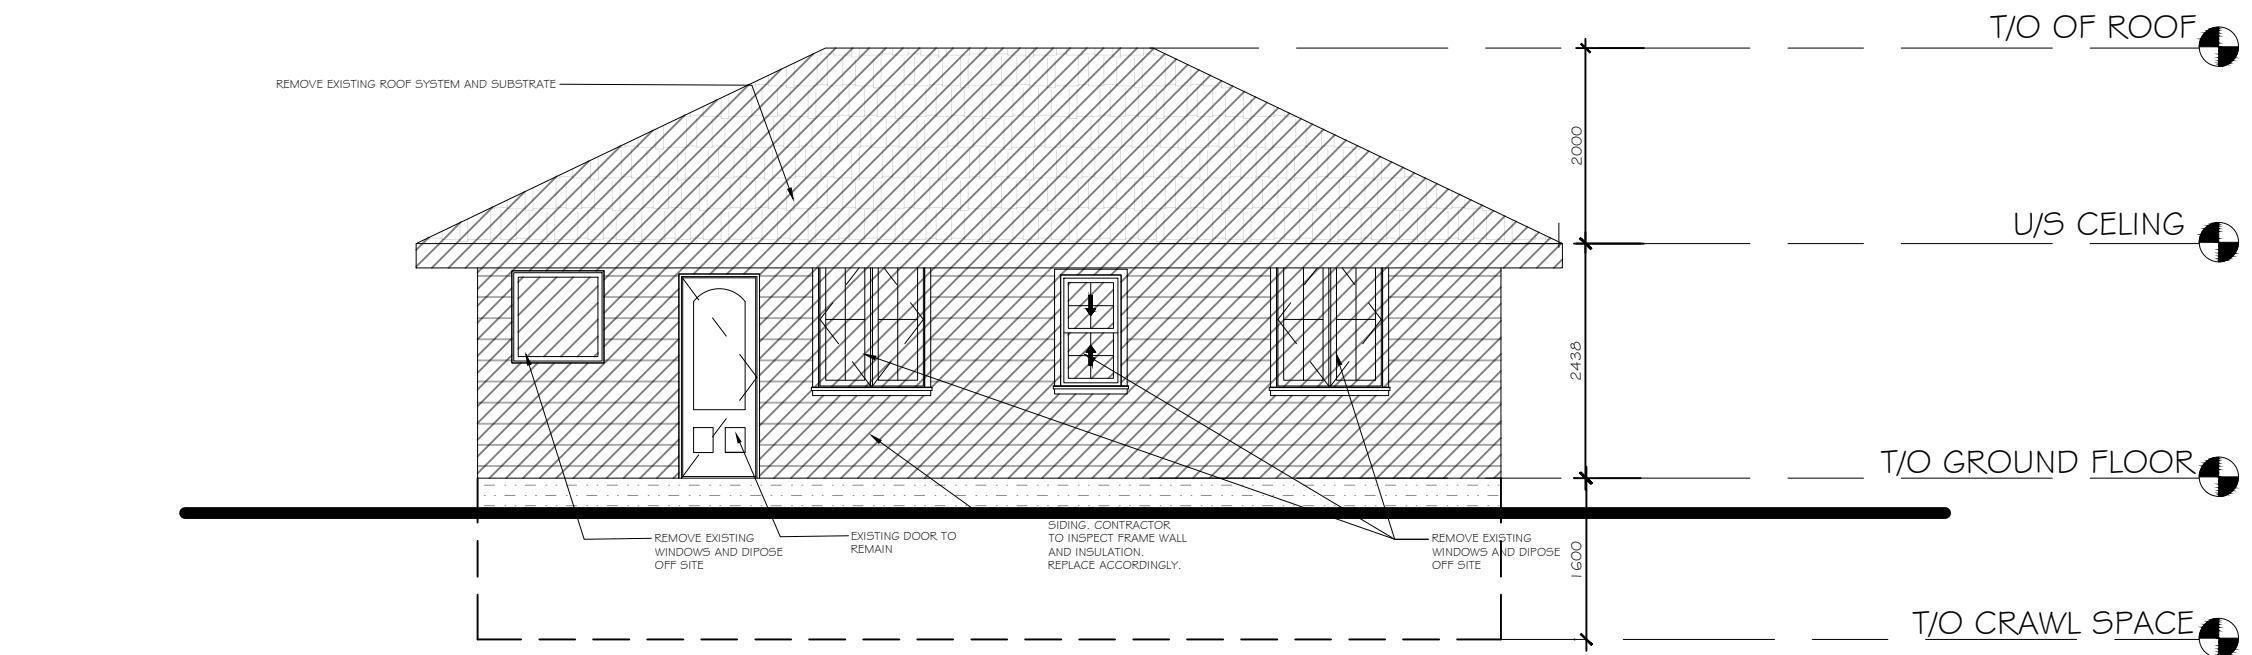 T/O OF ROOF
REMOVE EXISTING ROOF SYSTEM AND SUBSTRATE
2000
U/S CELING
2438
T/O GROUND FLOOR
REMOVE EXISTING
WINDOWS AND DIPOSE
OFF SITE
EXISTING DOOR TO
REMAIN
SIDING. CONTRACTOR
TO INSPECT FRAME WALL
AND INSULATION.
REPLACE ACCORDINGLY.
REMOVE EXISTING
WINDOWS AND DIPOSE
OFF SITE
1600
T/O CRAWL SPACE